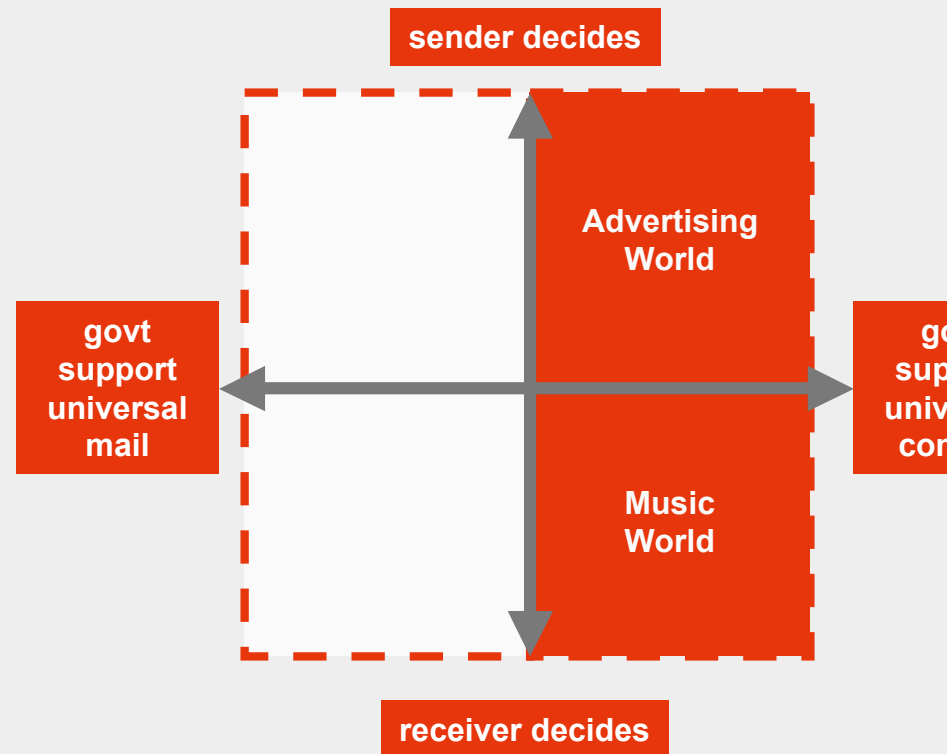 sender decides
Advertising
World
govt
support
universal
mail
Music
World
receiver decides